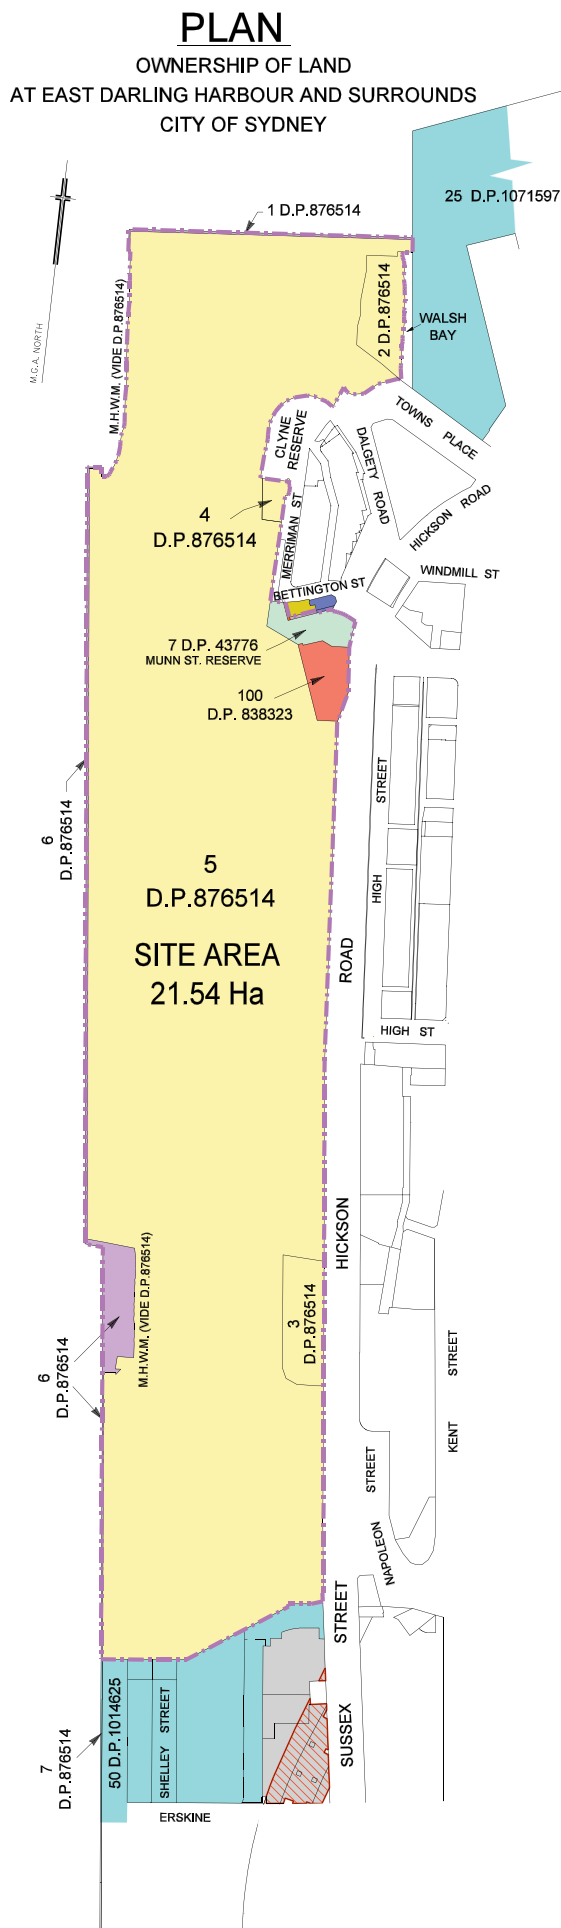 PLAN
OWNERSHIP OF LAND
AT EAST DARLING HARBOUR AND SURROUNDS
CITY OF SYDNEY
25 D.P.1071597
1 D.P.876514
M.G.A. NORTH
M.H.W.M. (VIDE D.P.876514)
2 D.P.876514
WALSH
BAY
TOWNS PLACE
CLYNE
RESERVE
DALGETY
ROAD
HICKSON ROAD
4
D.P.876514
MERRIMAN ST
BETTINGTON ST
WINDMILL ST
7 D.P. 43776
MUNN ST. RESERVE
100
D.P. 838323
6
D.P.876514
HIGH STREET
5
D.P.876514
SITE AREA
21.54 Ha
HICKSON ROAD
HIGH ST
M.H.W.M. (VIDE D.P.876514)
3
D.P.876514
6
D.P.876514
KENT STREET
NAPOLEON STREET
SUSSEX STREET
50 D.P.1014625
SHELLEY STREET
7
D.P.876514
ERSKINE